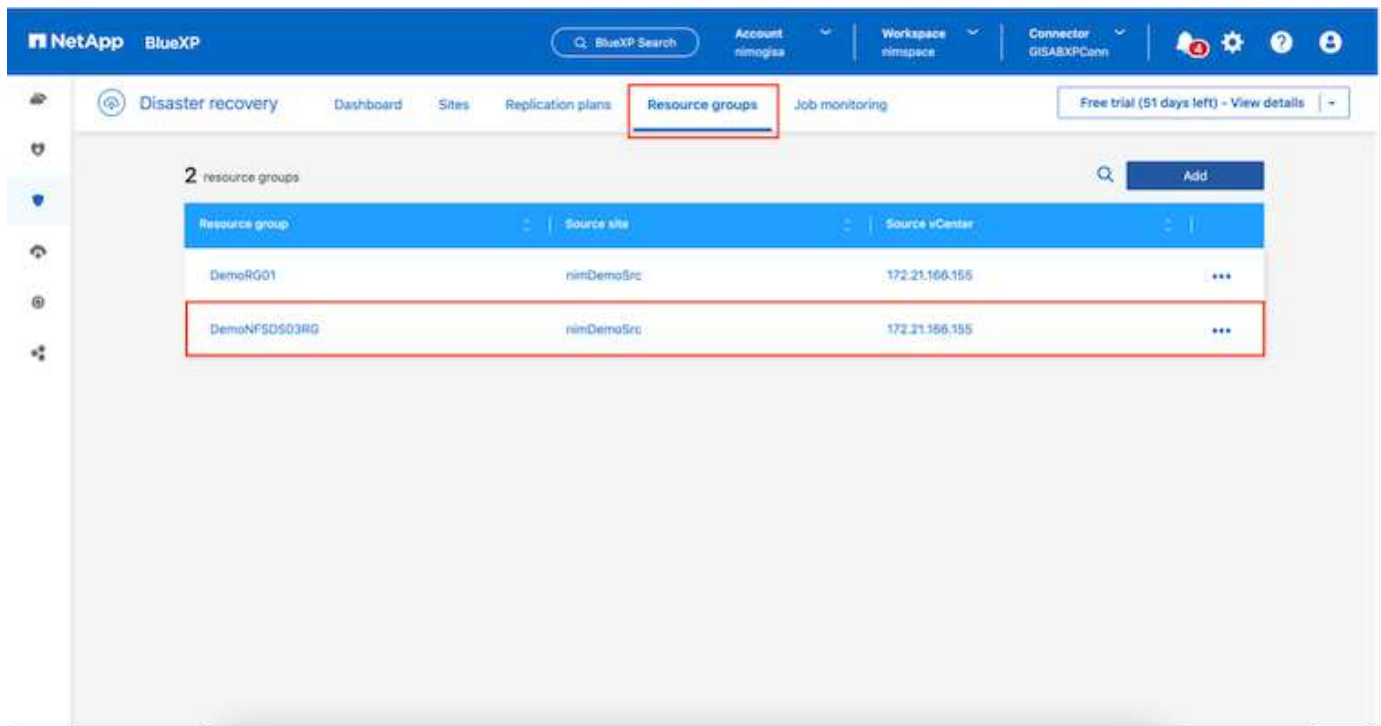 NetApp BlueXP BlueXP Search Account Workspace Connector
nimogisa nimspace GISABXPConn 4
Disaster recovery Dashboard Sites Replication plans Resource groups Job monitoring Free trial (51 days left) - View details
2 resource groups Add
Resource group Source site Source vCenter
DemoRG01 nimDemoSrc 172.21.166.155
DemoNFSDS03RG nimDemoSrc 172.21.166.155